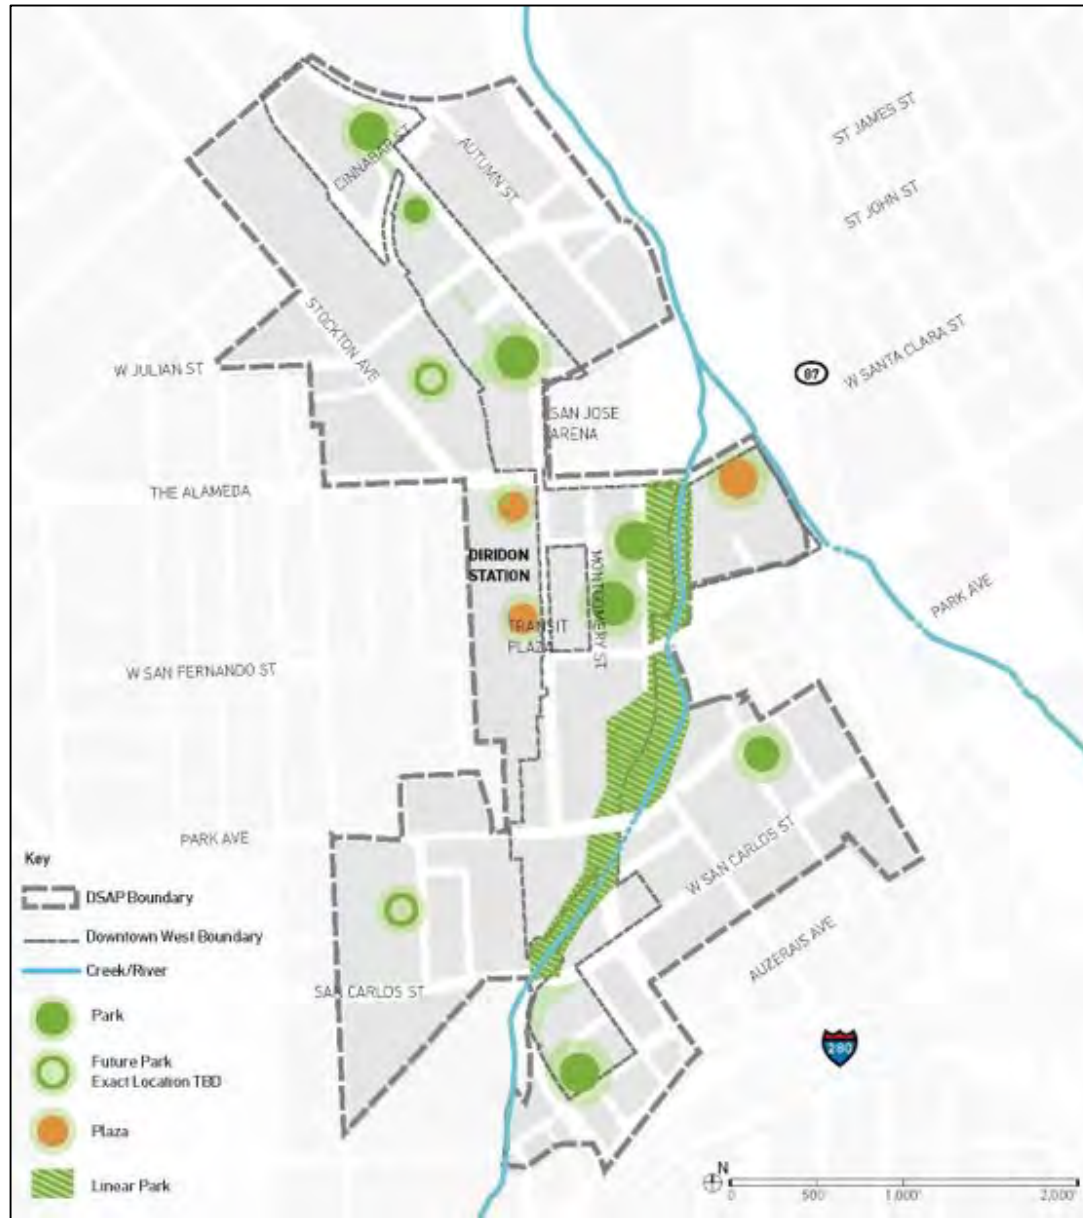 ST JAMES ST
CINNABAR ST
AUTUMN ST
ST JOHN ST
STOCKTON AVE
W JULIAN ST
87
W SANTA CLARA ST
SAN JOSE
ARENA
THE ALAMEDA
DIRIDON
STATION
MONTGOMERY ST
PARK AVE
TRANSIT
PLAZA
W SAN FERNANDO ST
PARK AVE
W SAN CARLOS ST
AUZERAIS AVE
SAN CARLOS ST
280
Key
DSAP Boundary
Downtown West Boundary
Creek/River
Park
Future Park
Exact Location TBD
Plaza
Linear Park
N
0 500' 1,000' 2,000'